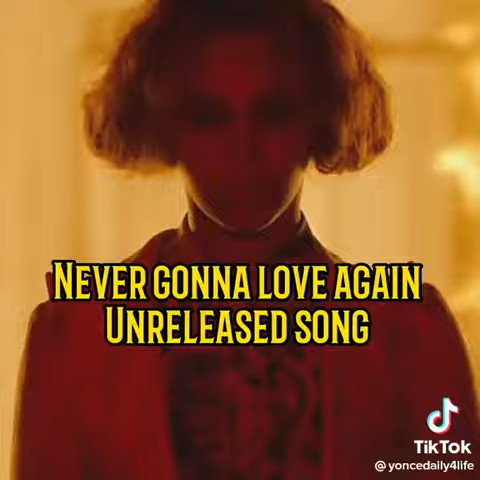 Never gonna love again
Unreleased song
TikTok
@ yoncedaily4life